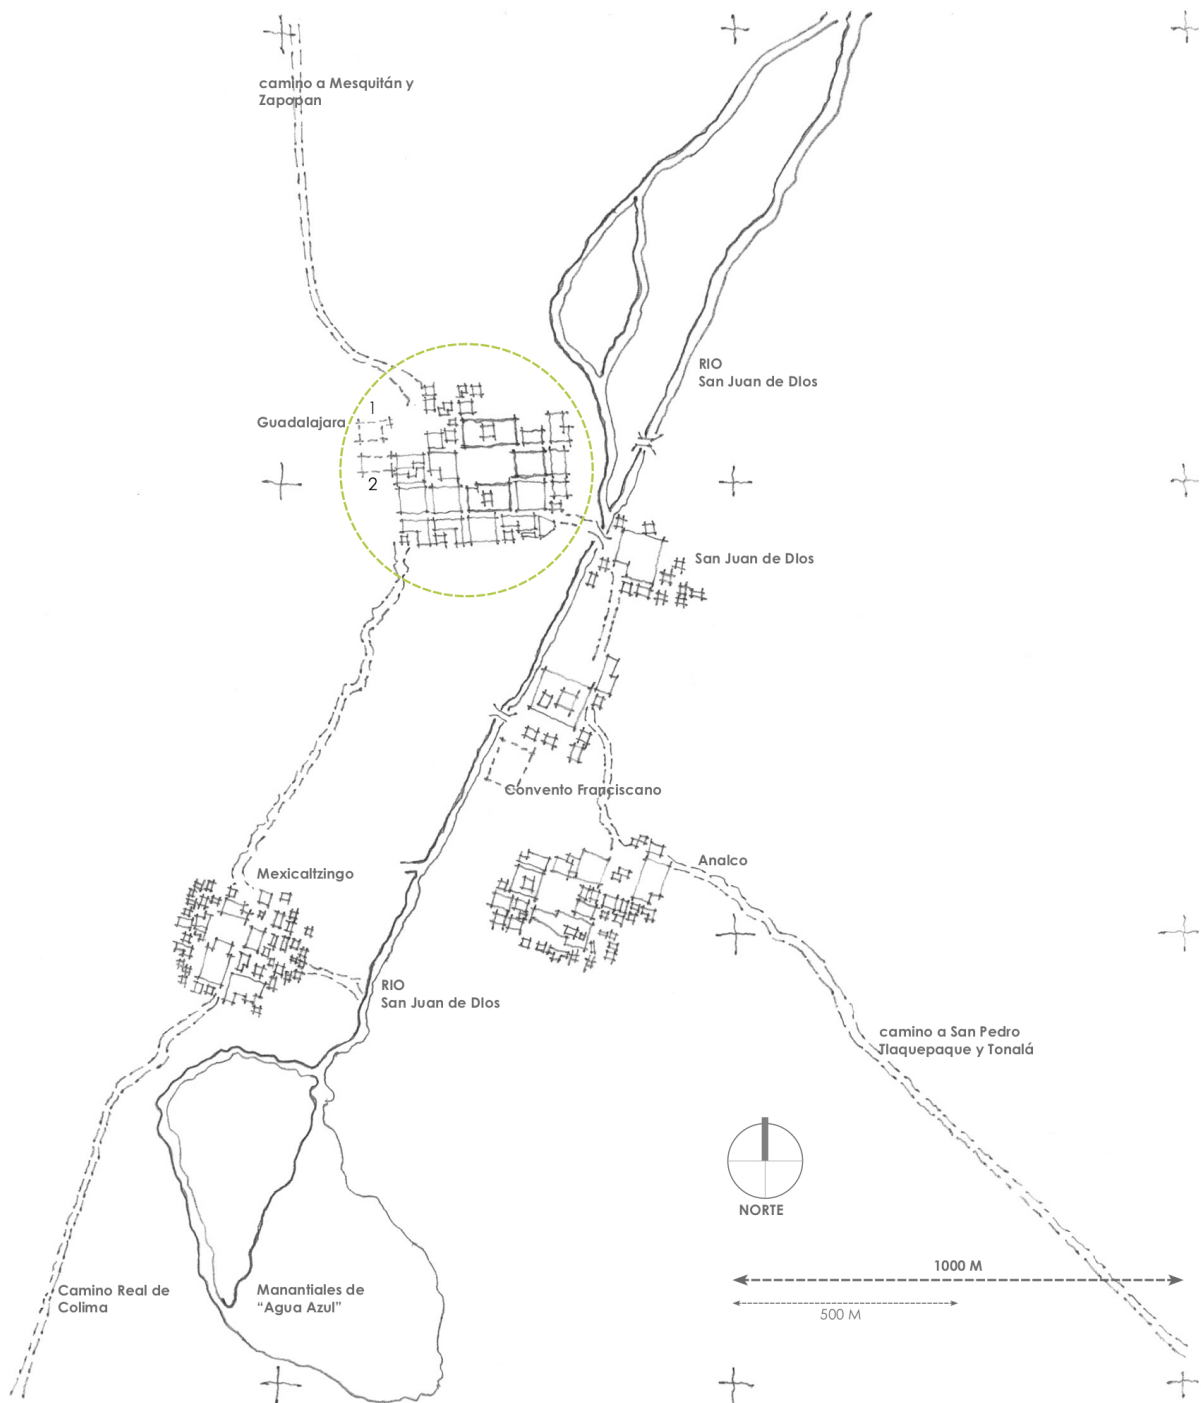 camino a Mesquitán y
Zapopan
RIO
San Juan de DIos
1
Guadalajara
2
San Juan de DIos
Convento Franciscano
Analco
Mexicaltzingo
RIO
San Juan de DIos
camino a San Pedro
Tlaquepaque y Tonalá
NORTE
1000 M
500 M
Camino Real de
Colima
Manantiales de
“Agua Azul”